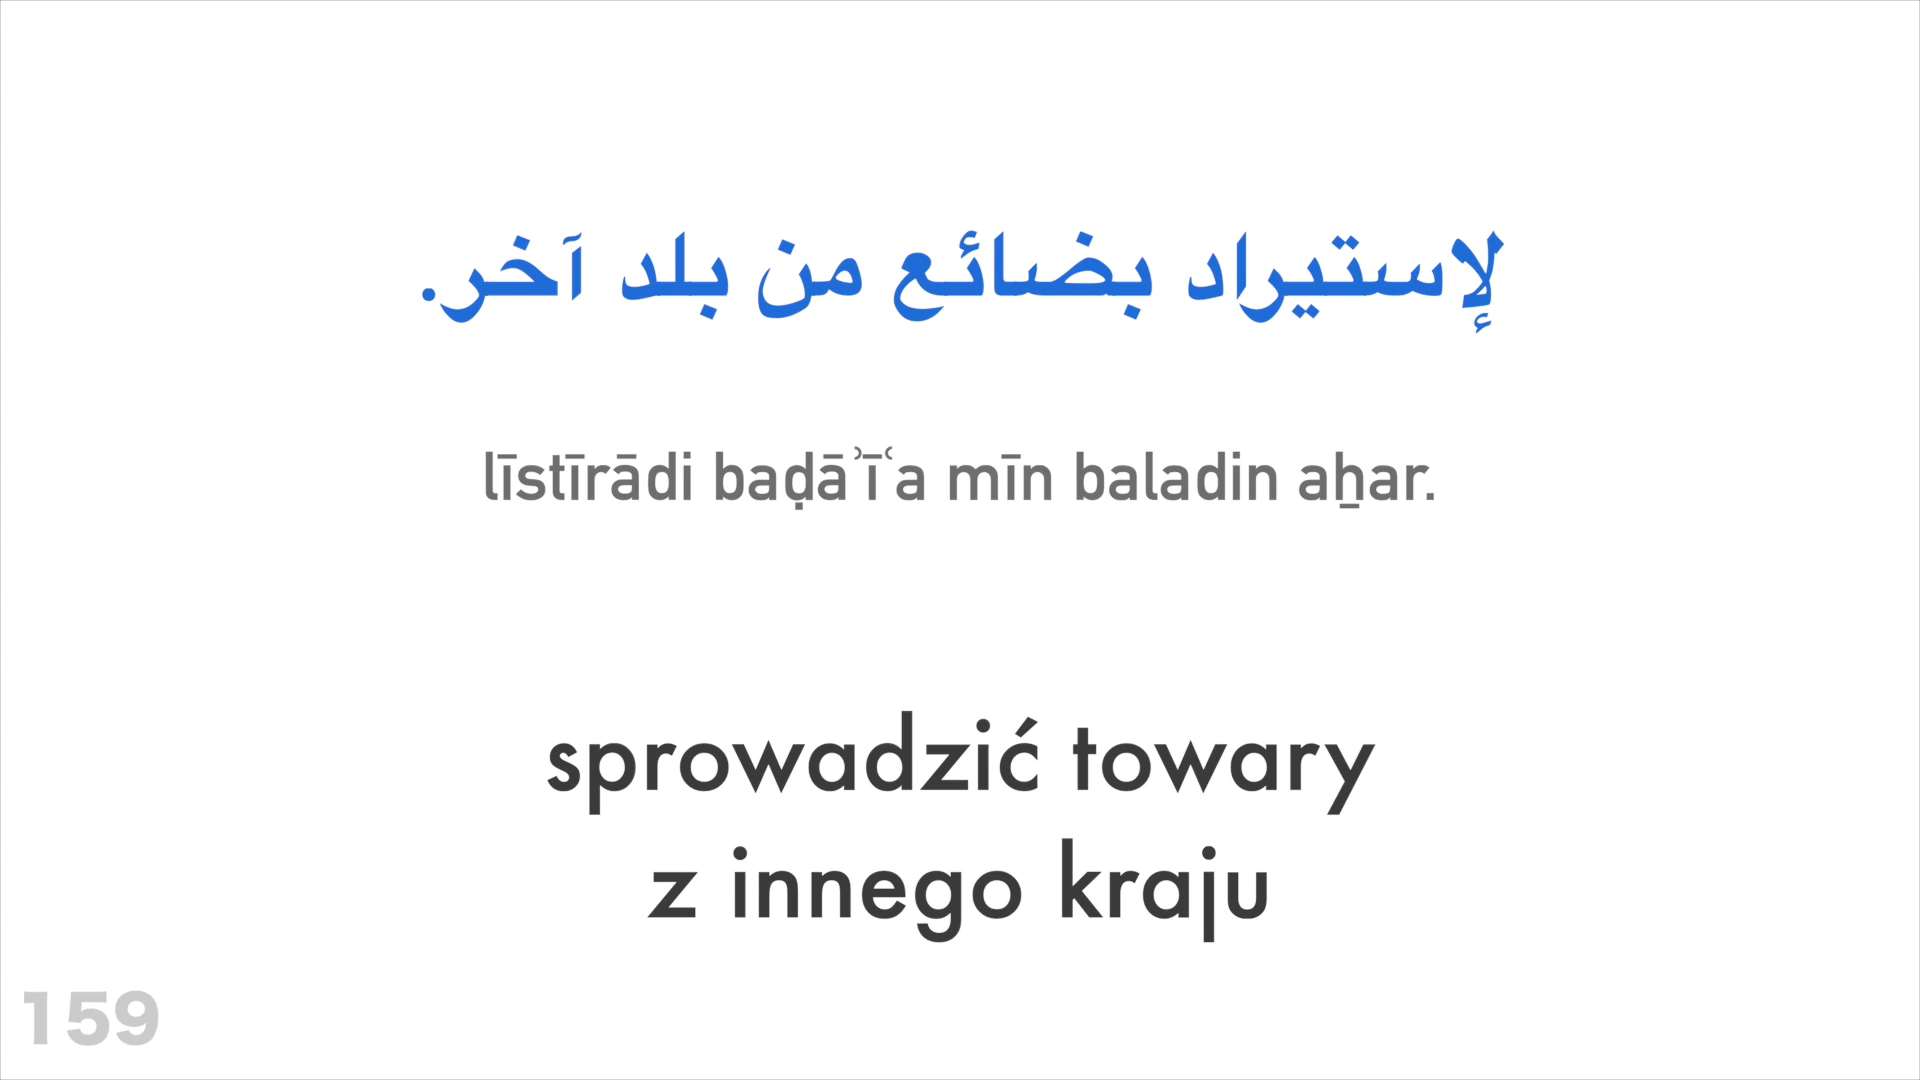 لإستيراد بضائع من بلد آخر.
līstīrādi baḍāʾīʿa mīn baladin aẖar.
sprowadzić towary
z innego kraju
159